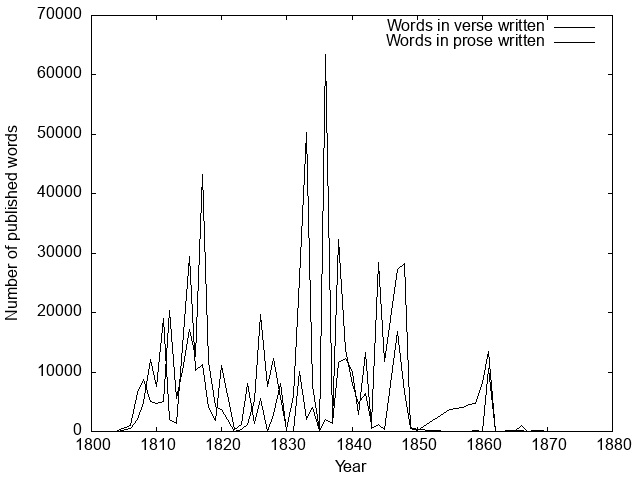 70000
60000
50000
40000
30000
20000
10000
0
Number of published words
Words in verse written
Words in prose written
1800 1810 1820 1830 1840 1850 1860 1870 1880
Year